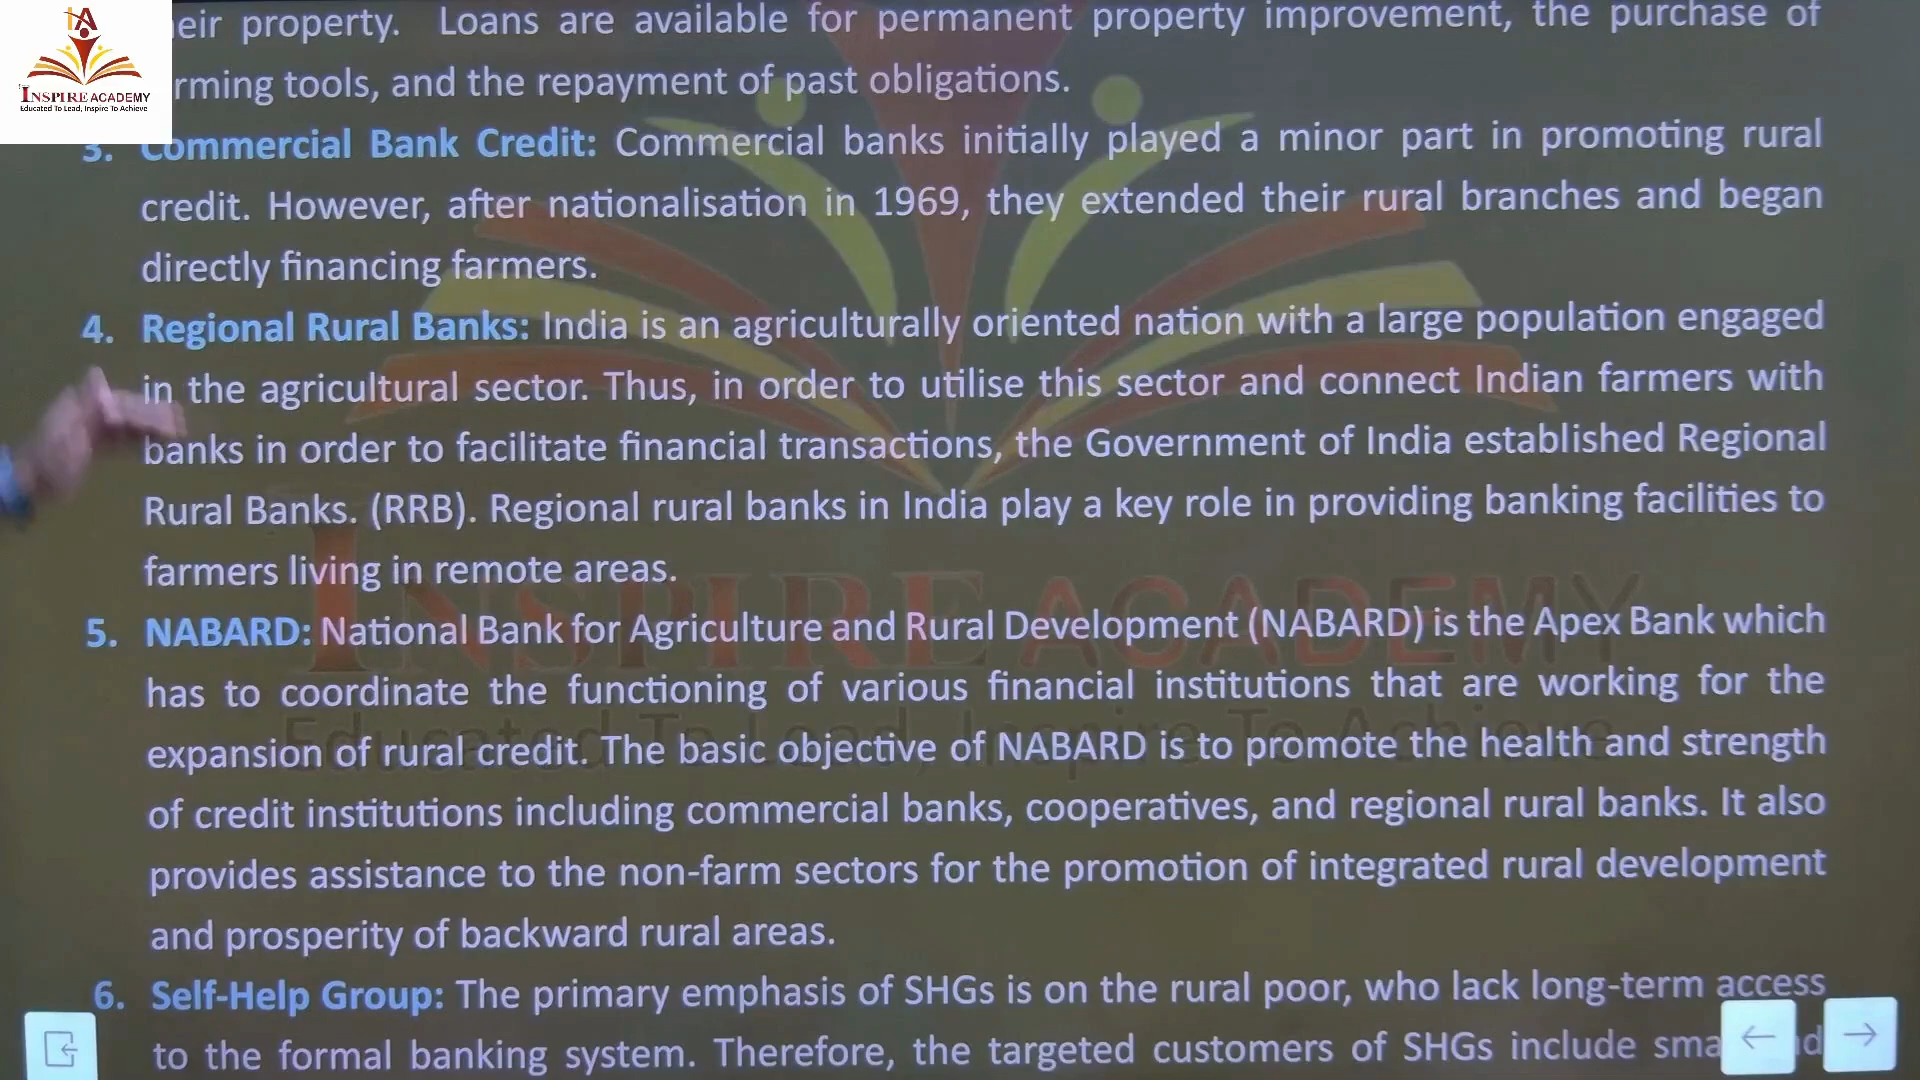 IA
INSPIRE ACADEMY
Educated To Lead, Inspire To Achieve
eir property. Loans are available for permanent property improvement, the purchase of
rming tools, and the repayment of past obligations.
3. Commercial Bank Credit: Commercial banks initially played a minor part in promoting rural
credit. However, after nationalisation in 1969, they extended their rural branches and began
directly financing farmers.
4. Regional Rural Banks: India is an agriculturally oriented nation with a large population engaged
in the agricultural sector. Thus, in order to utilise this sector and connect Indian farmers with
banks in order to facilitate financial transactions, the Government of India established Regional
Rural Banks. (RRB). Regional rural banks in India play a key role in providing banking facilities to
farmers living in remote areas.
INSPIRE ACADEMY
5. NABARD: National Bank for Agriculture and Rural Development (NABARD) is the Apex Bank which
has to coordinate the functioning of various financial institutions that are working for the
Educated To Lead, Inspire To Achieve
expansion of rural credit. The basic objective of NABARD is to promote the health and strength
of credit institutions including commercial banks, cooperatives, and regional rural banks. It also
provides assistance to the non-farm sectors for the promotion of integrated rural development
and prosperity of backward rural areas.
6. Self-Help Group: The primary emphasis of SHGs is on the rural poor, who lack long-term access
to the formal banking system. Therefore, the targeted customers of SHGs include sma